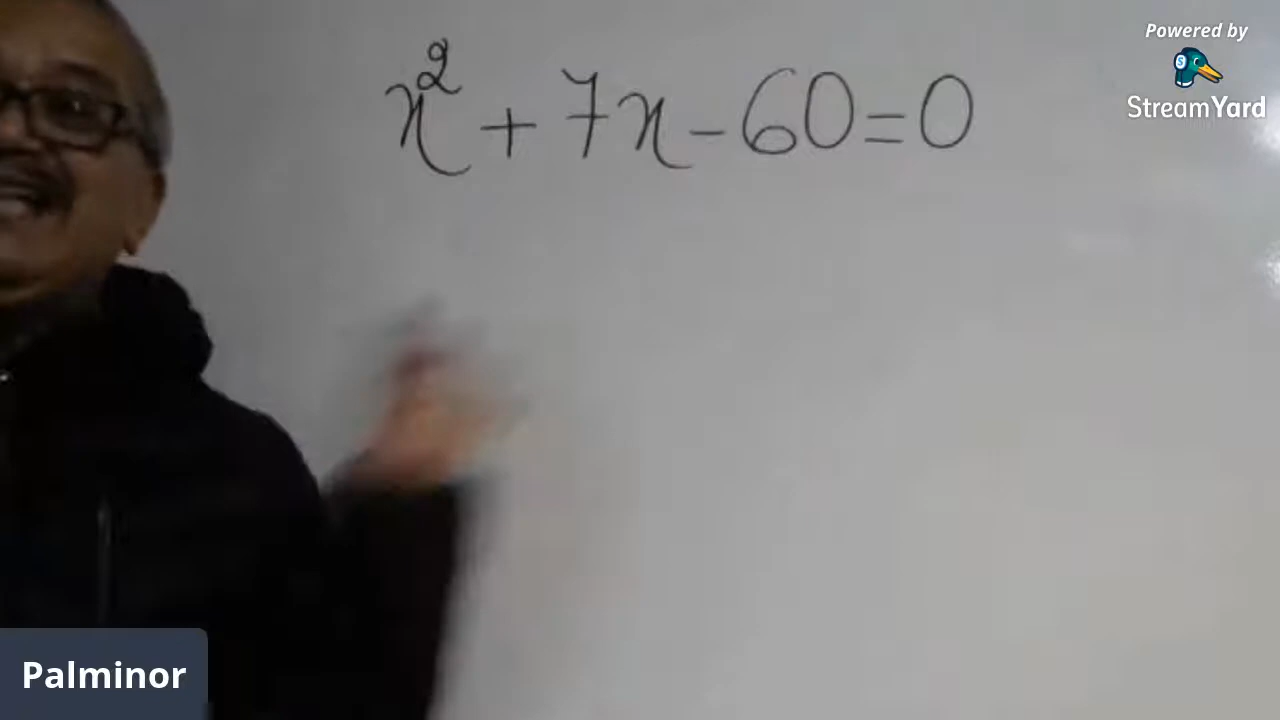 x² + 7x - 60 = 0
Powered by
StreamYard
Palminor